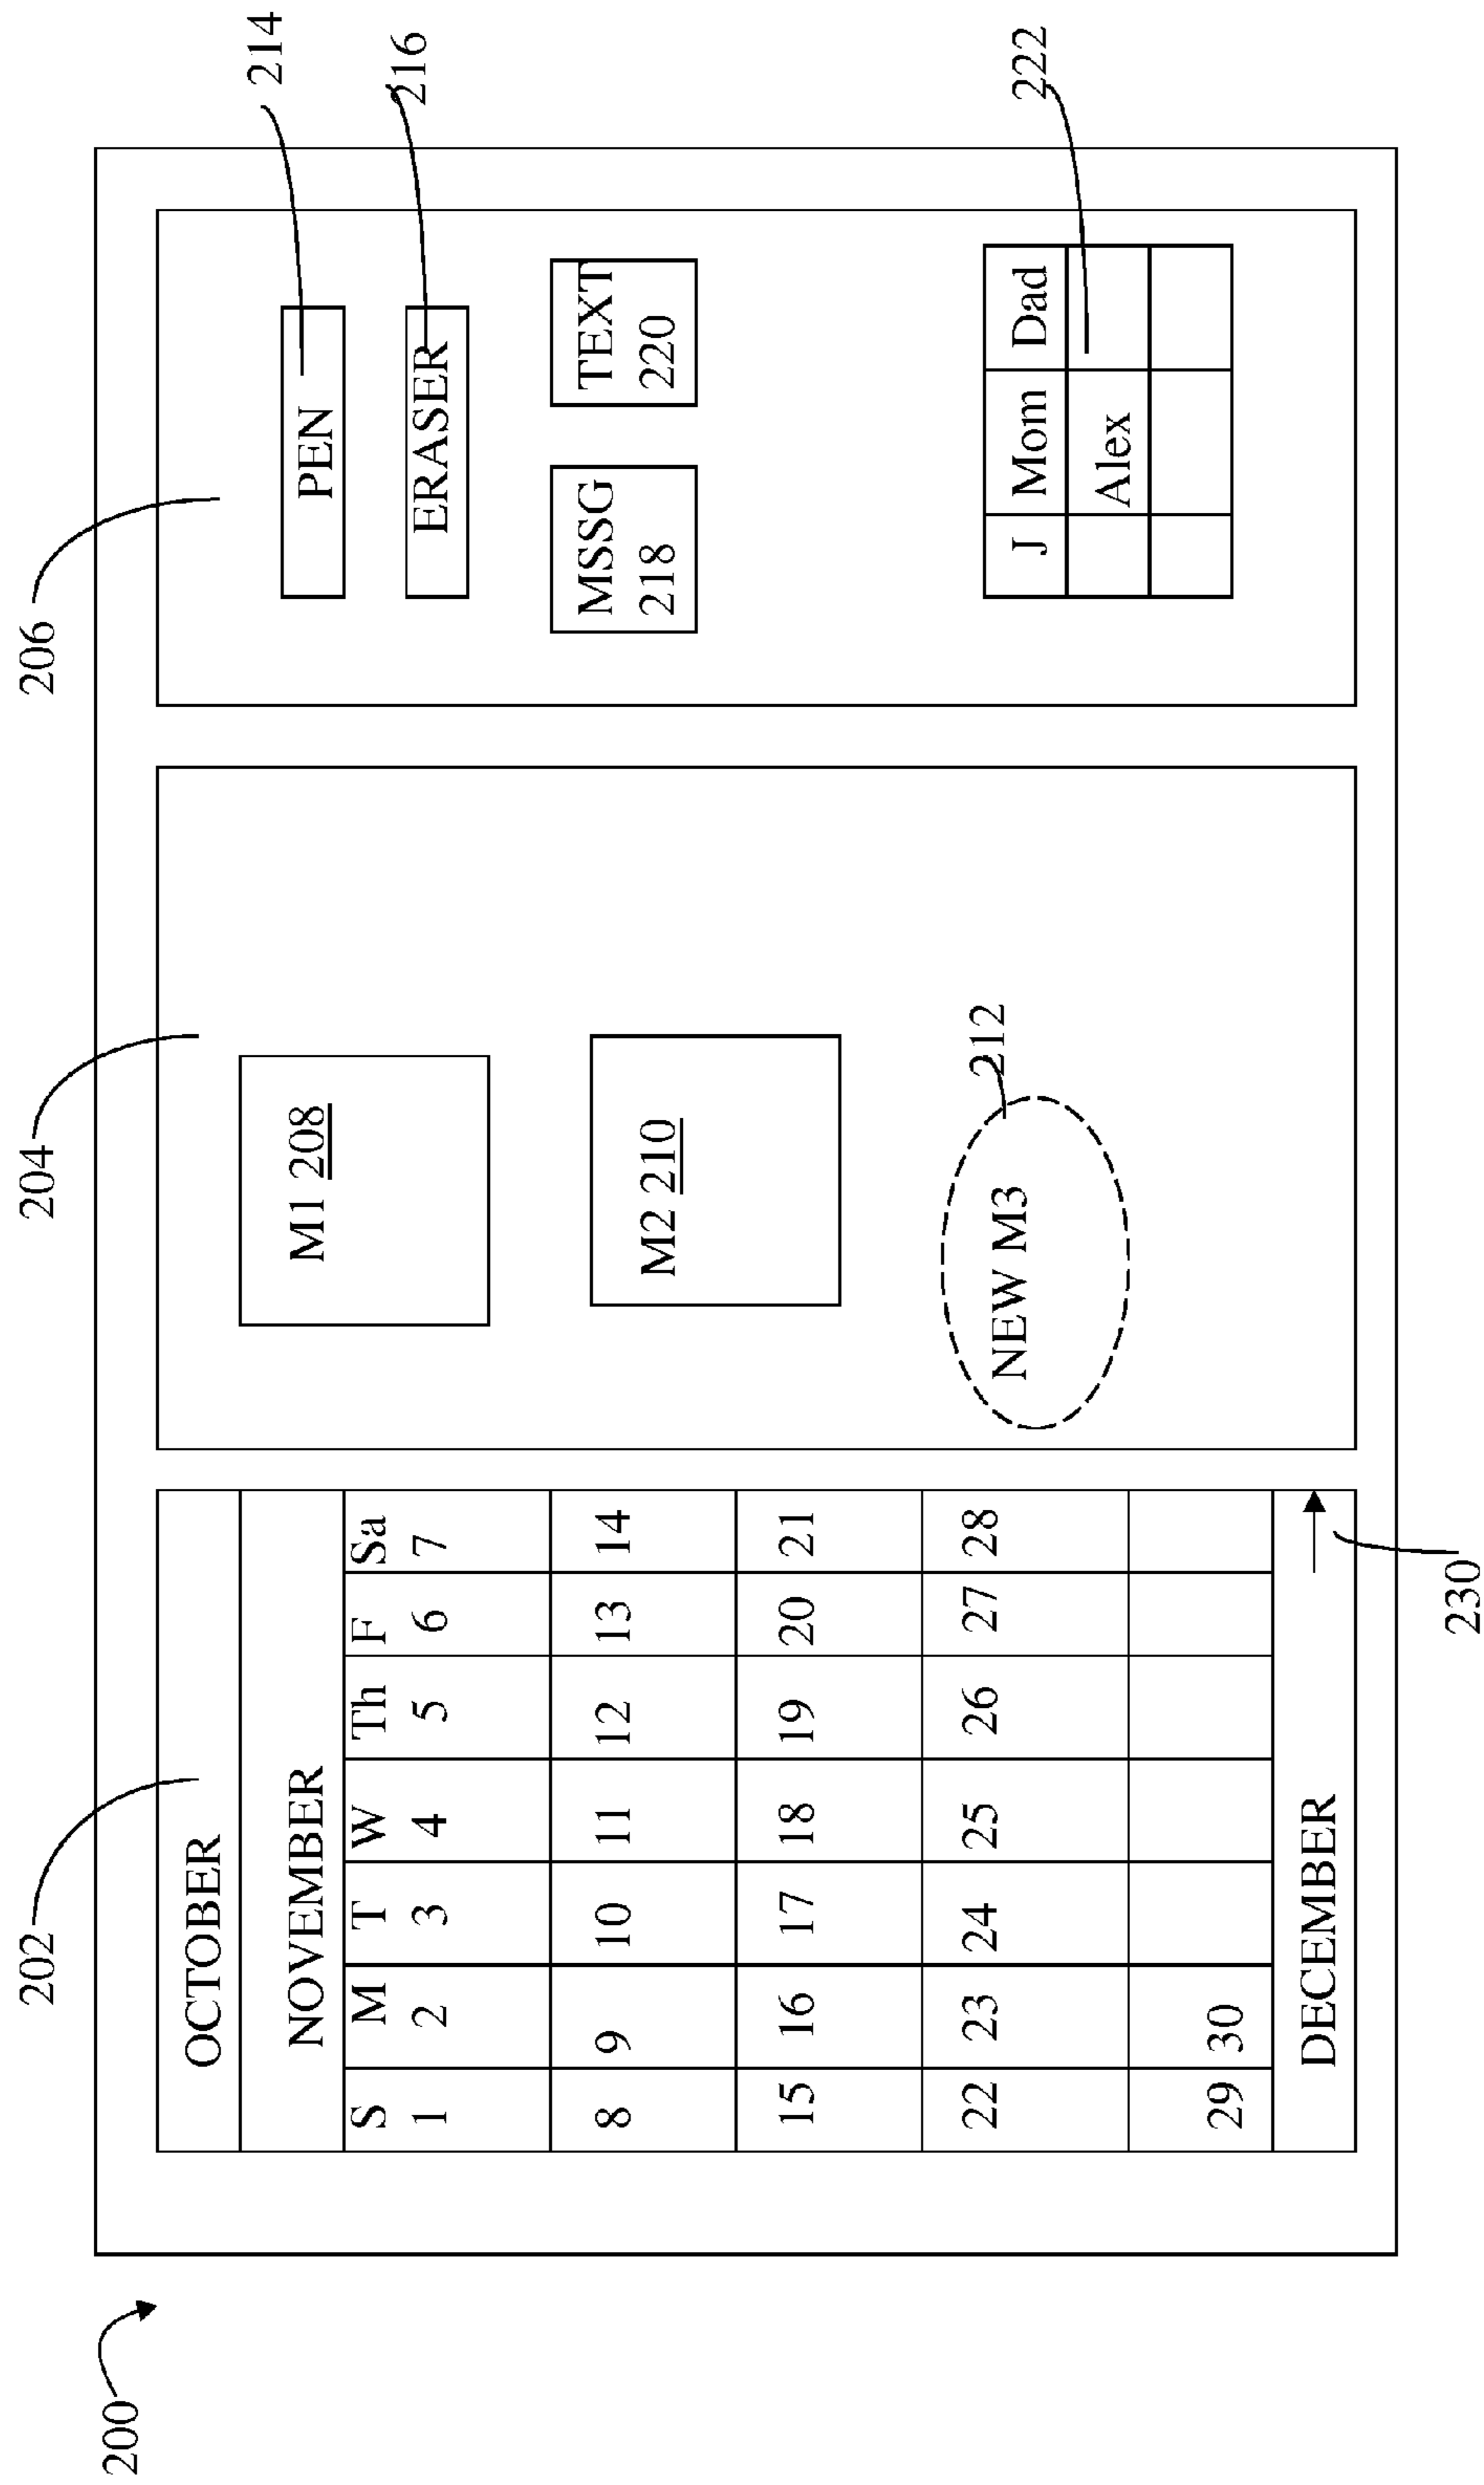 200
202
204
206
OCTOBER
NOVEMBER
S M T W Th F Sa
1 2 3 4 5 6 7
8 9 10 11 12 13 14
15 16 17 18 19 20 21
22 23 24 25 26 27 28
29 30
DECEMBER
230
M1 208
M2 210
NEW M3
212
PEN
214
ERASER
216
MSSG
218
TEXT
220
J Mom Dad
Alex
222